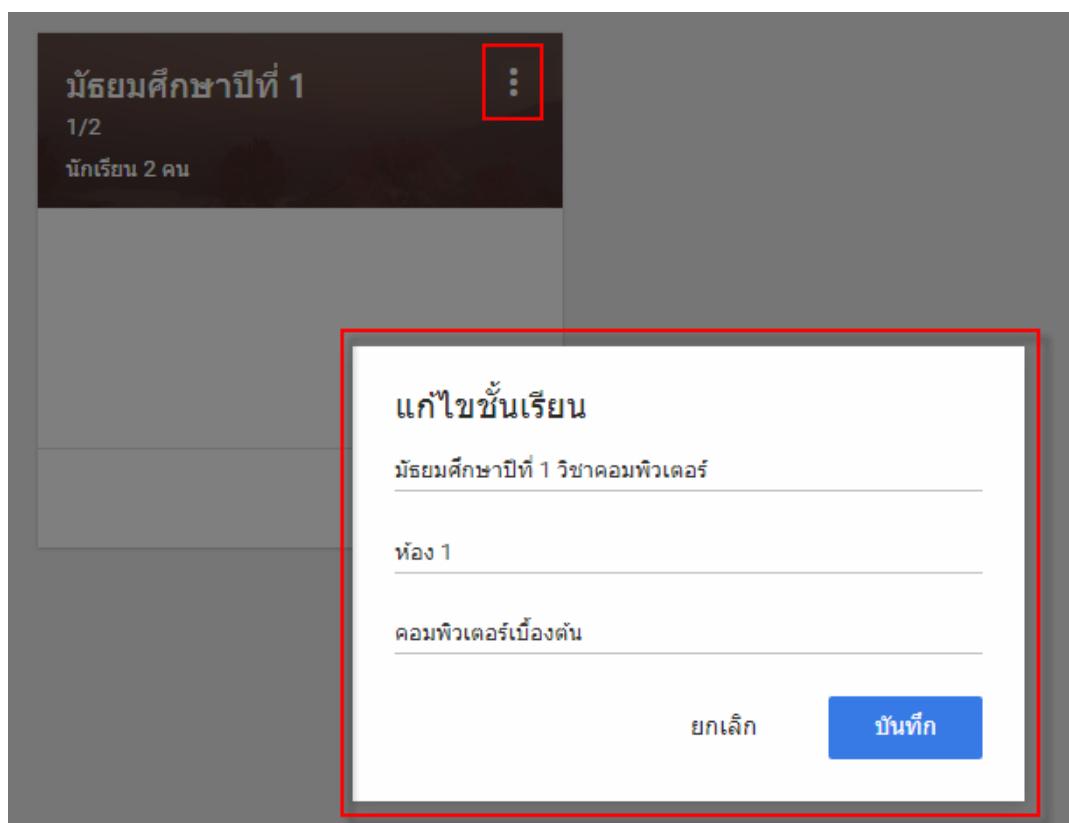 มัธยมศึกษาปีที่ 1
1/2
นักเรียน 2 คน
แก้ไขชั้นเรียน
มัธยมศึกษาปีที่ 1 วิชาคอมพิวเตอร์
ห้อง 1
คอมพิวเตอร์เบื้องต้น
ยกเลิก
บันทึก